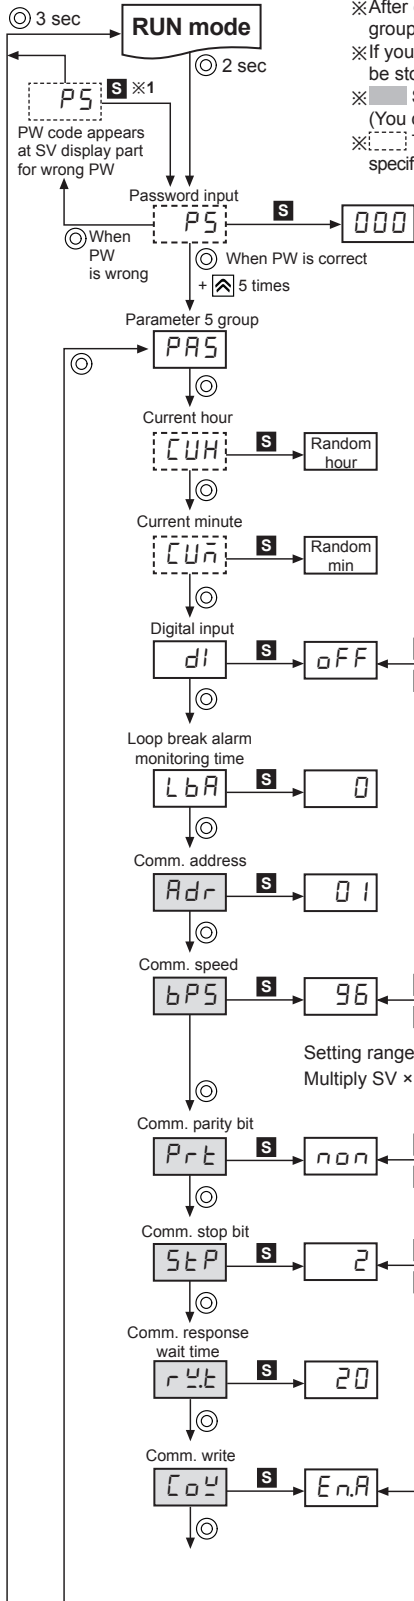 3 sec
RUN mode
※After
group
※If you
be sto
※ S
(You
※ T
specif
2 sec
PS
S ※1
PW code appears
at SV display part
for wrong PW
Password input
PS
S
000
When
PW
is wrong
When PW is correct
+ 5 times
Parameter 5 group
PA5
Current hour
CUH
S
Random
hour
Current minute
CUM
S
Random
min
Digital input
dI
S
oFF
Loop break alarm
monitoring time
LbA
S
0
Comm. address
Adr
S
01
Comm. speed
bPS
S
96
Setting range
Multiply SV ×
Comm. parity bit
Prt
S
non
Comm. stop bit
StP
S
2
Comm. response
wait time
rW.t
S
20
Comm. write
CoW
S
En.A